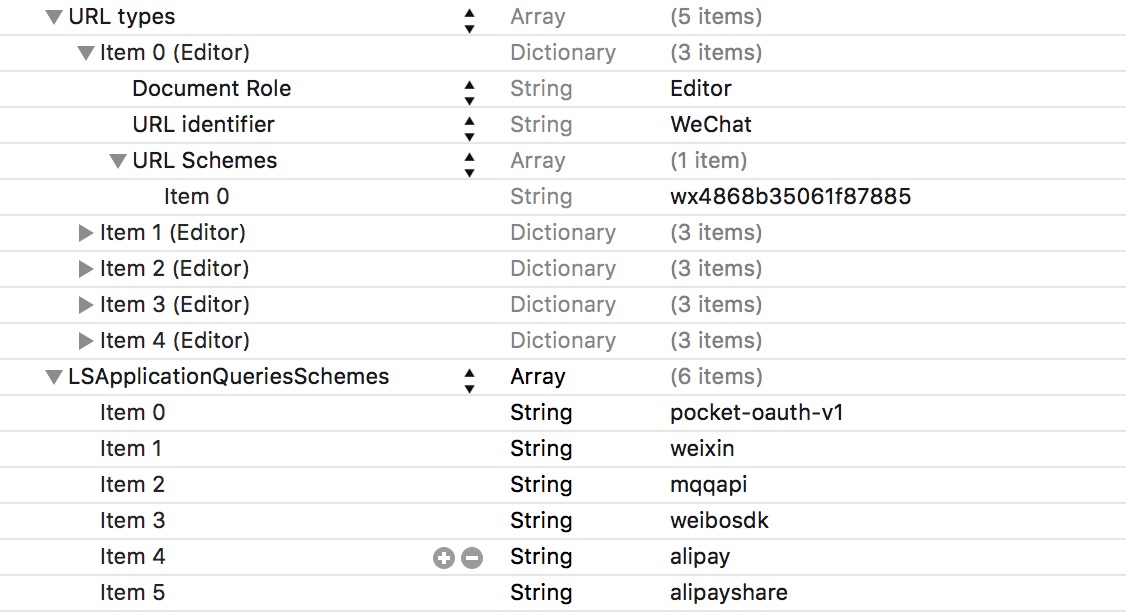 URL types Array (5 items)
Item 0 (Editor) Dictionary (3 items)
Document Role String Editor
URL identifier String WeChat
URL Schemes Array (1 item)
Item 0 String wx4868b35061f87885
Item 1 (Editor) Dictionary (3 items)
Item 2 (Editor) Dictionary (3 items)
Item 3 (Editor) Dictionary (3 items)
Item 4 (Editor) Dictionary (3 items)
LSApplicationQueriesSchemes Array (6 items)
Item 0 String pocket-oauth-v1
Item 1 String weixin
Item 2 String mqqapi
Item 3 String weibosdk
Item 4 String alipay
Item 5 String alipayshare